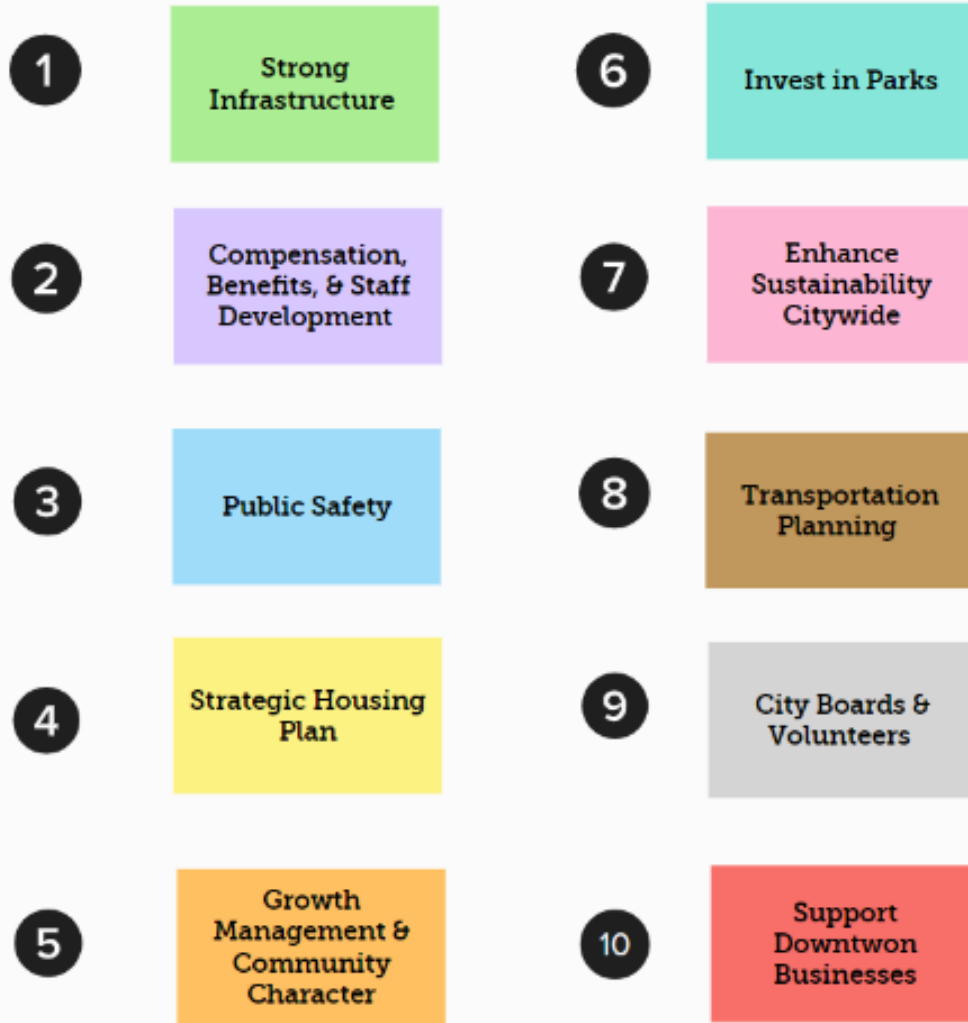 1
Strong
Infrastructure
2
Compensation,
Benefits, & Staff
Development
3
Public Safety
4
Strategic Housing
Plan
5
Growth
Management &
Community
Character
6
Invest in Parks
7
Enhance
Sustainability
Citywide
8
Transportation
Planning
9
City Boards &
Volunteers
10
Support
Downtwon
Businesses